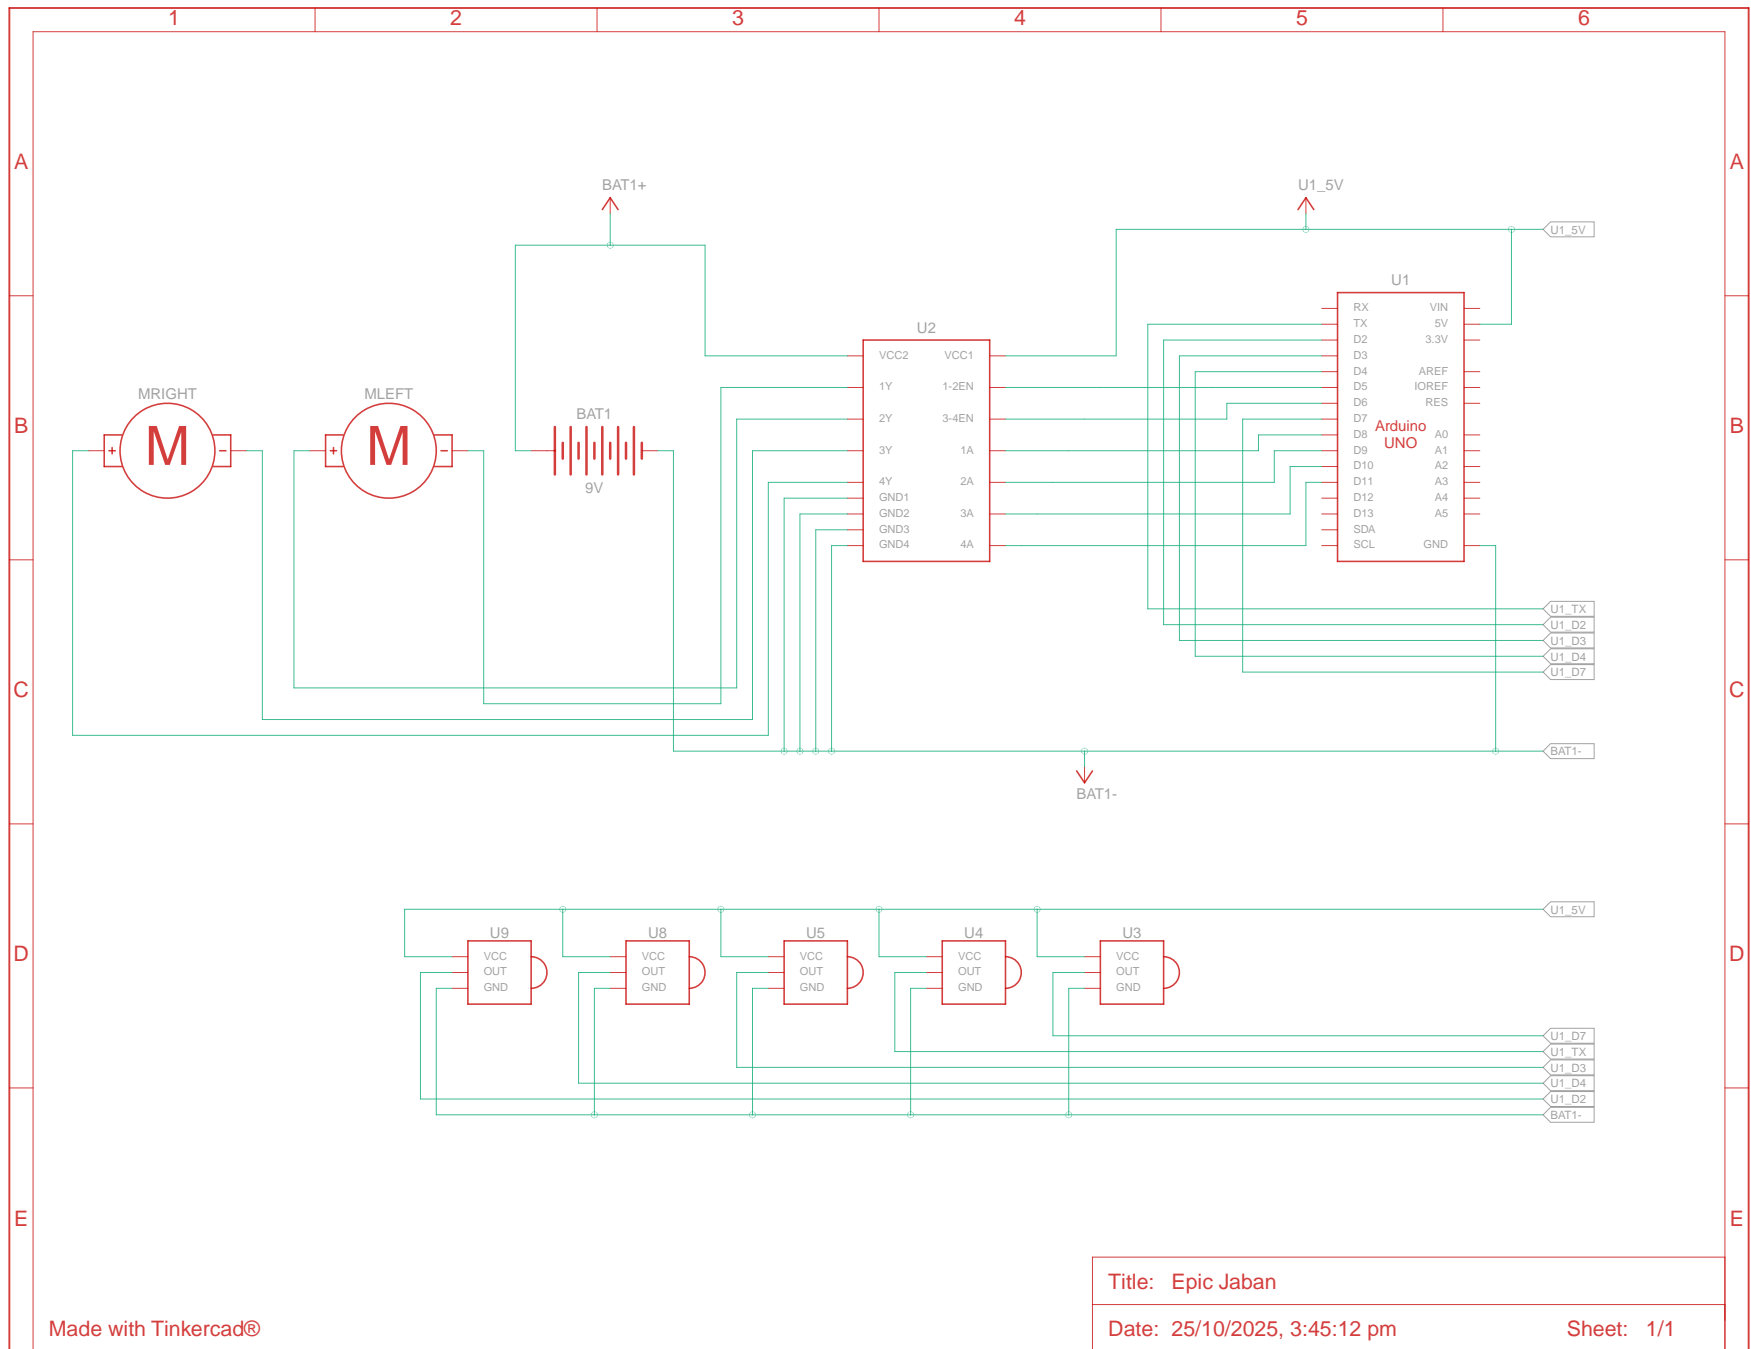 1 2 3 4 5 6
A A
BAT1+ U1_5V
U1_5V
U1
RX VIN
TX 5V
D2 3.3V
D3
D4 AREF
D5 IOREF
D6 RES
D7
D8 A0
D9 A1
D10 A2
D11 A3
D12 A4
D13 A5
SDA
SCL GND
Arduino
UNO
U2
VCC2 VCC1
1Y 1-2EN
2Y 3-4EN
3Y 1A
4Y 2A
GND1
GND2 3A
GND3
GND4 4A
MRIGHT MLEFT
B B
BAT1
M M
+ - + -
9V
U1_TX
U1_D2
U1_D3
U1_D4
U1_D7
C C
BAT1-
BAT1-
U1_5V
U9 U8 U5 U4 U3
D D
VCC VCC VCC VCC VCC
OUT OUT OUT OUT OUT
GND GND GND GND GND
U1_D7
U1_TX
U1_D3
U1_D4
U1_D2
BAT1-
E E
Title: Epic Jaban
Made with Tinkercad®
Date: 25/10/2025, 3:45:12 pm Sheet: 1/1